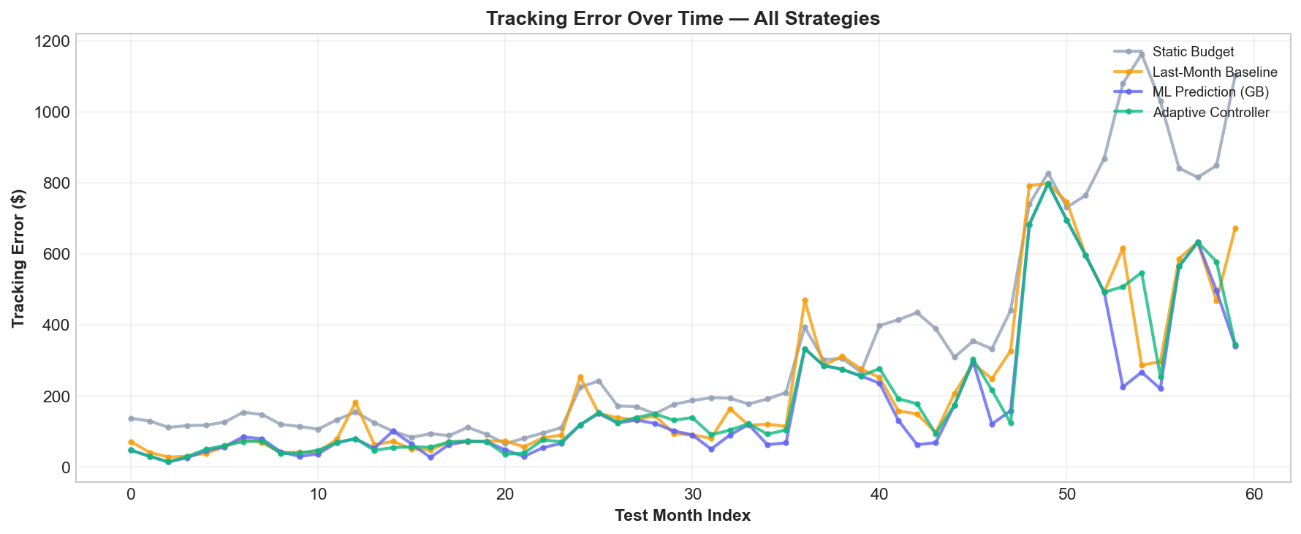 Tracking Error Over Time — All Strategies
Tracking Error ($)
1200
1000
800
600
400
200
0
Static Budget
Last-Month Baseline
ML Prediction (GB)
Adaptive Controller
0 10 20 30 40 50 60
Test Month Index